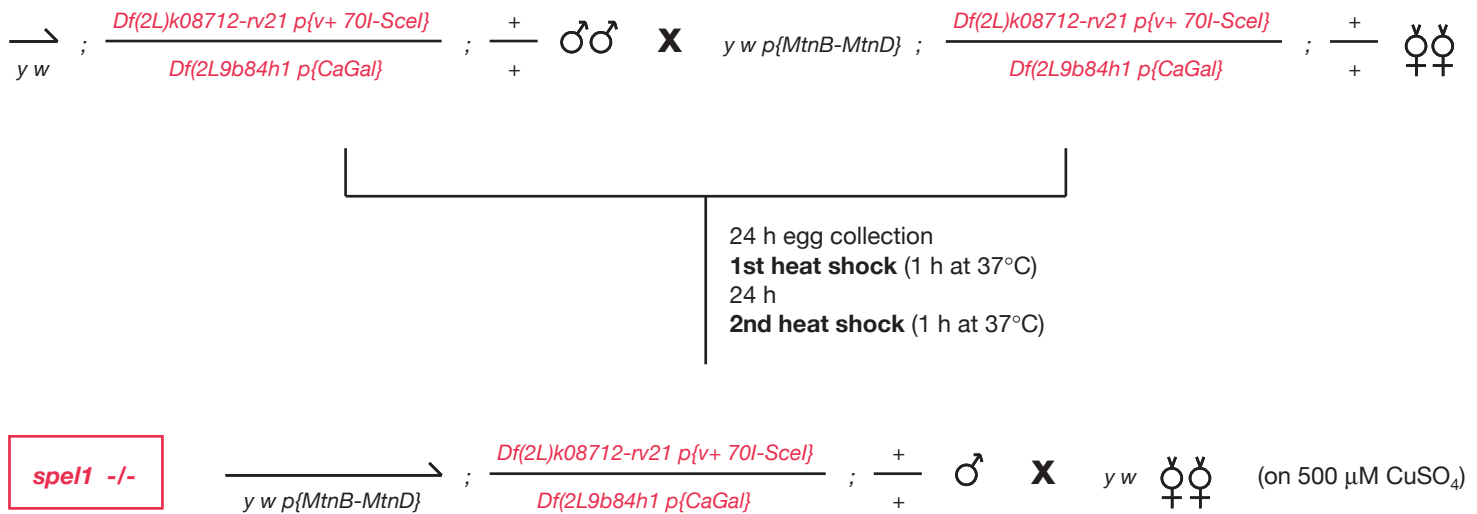 Df(2L)k08712-rv21 p{v+ 70I-SceI} + Df(2L)k08712-rv21 p{v+ 70I-SceI} +
; ; X y w p{MtnB-MtnD} ; ;
y w Df(2L9b84h1 p{CaGal} + Df(2L9b84h1 p{CaGal} +
24 h egg collection
1st heat shock (1 h at 37°C)
24 h
2nd heat shock (1 h at 37°C)
Df(2L)k08712-rv21 p{v+ 70I-SceI} +
spel1 -/- ; ; X y w (on 500 µM CuSO4)
y w p{MtnB-MtnD} Df(2L9b84h1 p{CaGal} +